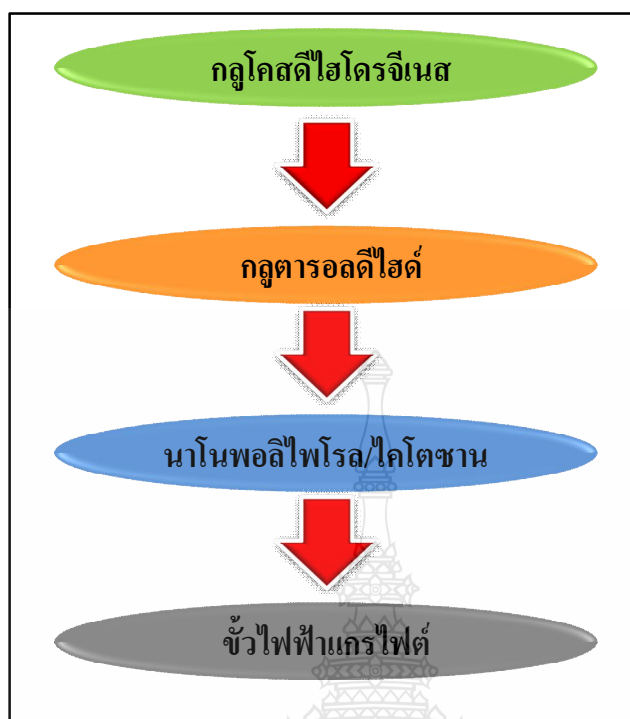 กลูโคสดีไฮโดรจีเนส
กลูตารอลดีไฮด์
นาโนพอลิไพโรล/ไคโตซาน
ขั้วไฟฟ้าแกรไฟต์